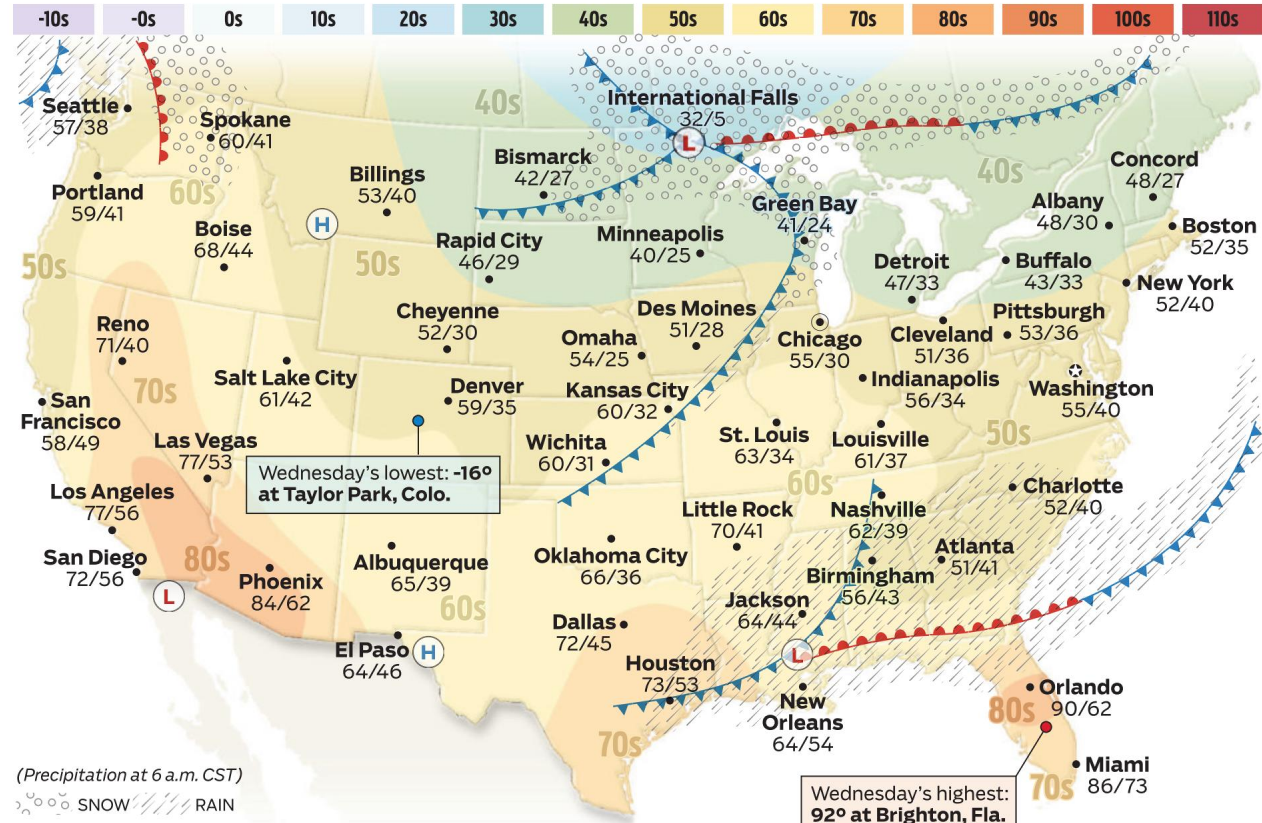 -10s -0s 0s 10s 20s 30s 40s 50s 60s 70s 80s 90s 100s 110s
Seattle
57/38
Spokane
60/41
Portland
59/41
60s
Boise
68/44
50s
Billings
53/40
40s
International Falls
32/5
L
Bismarck
42/27
H
50s
Rapid City
46/29
Minneapolis
40/25
Green Bay
41/24
40s
Concord
48/27
Albany
48/30
Boston
52/35
Detroit
47/33
Buffalo
43/33
New York
52/40
Reno
71/40
70s
Cheyenne
52/30
Omaha
54/25
Des Moines
51/28
Chicago
55/30
Cleveland
51/36
Pittsburgh
53/36
Salt Lake City
61/42
Denver
59/35
Kansas City
60/32
Indianapolis
56/34
Washington
55/40
San
Francisco
58/49
Las Vegas
77/53
Wednesday's lowest: -16º
at Taylor Park, Colo.
Wichita
60/31
St. Louis
63/34
Louisville
61/37
50s
60s
Los Angeles
77/56
Little Rock
70/41
Nashville
62/39
Charlotte
52/40
San Diego
72/56
80s
L
Phoenix
84/62
Albuquerque
65/39
60s
Oklahoma City
66/36
Atlanta
51/41
Birmingham
56/43
Jackson
64/44
El Paso
64/46
H
Dallas
72/45
Houston
73/53
L
New
Orleans
64/54
Orlando
90/62
80s
70s
Miami
86/73
70s
Wednesday's highest:
92º at Brighton, Fla.
(Precipitation at 6 a.m. CST)
SNOW RAIN